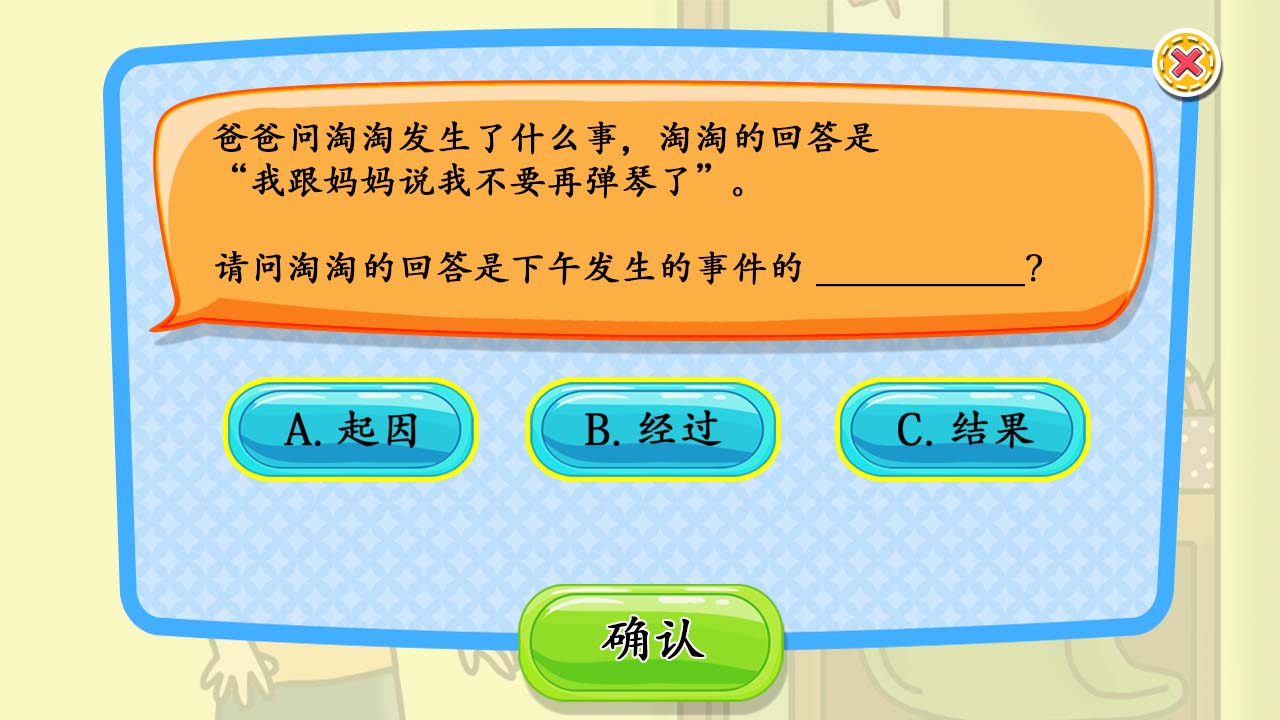 爸爸问淘淘发生了什么事，淘淘的回答是
“我跟妈妈说我不要再弹琴了”。
请问淘淘的回答是下午发生的事件的 ____________?
A. 起因
B. 经过
C. 结果
确认